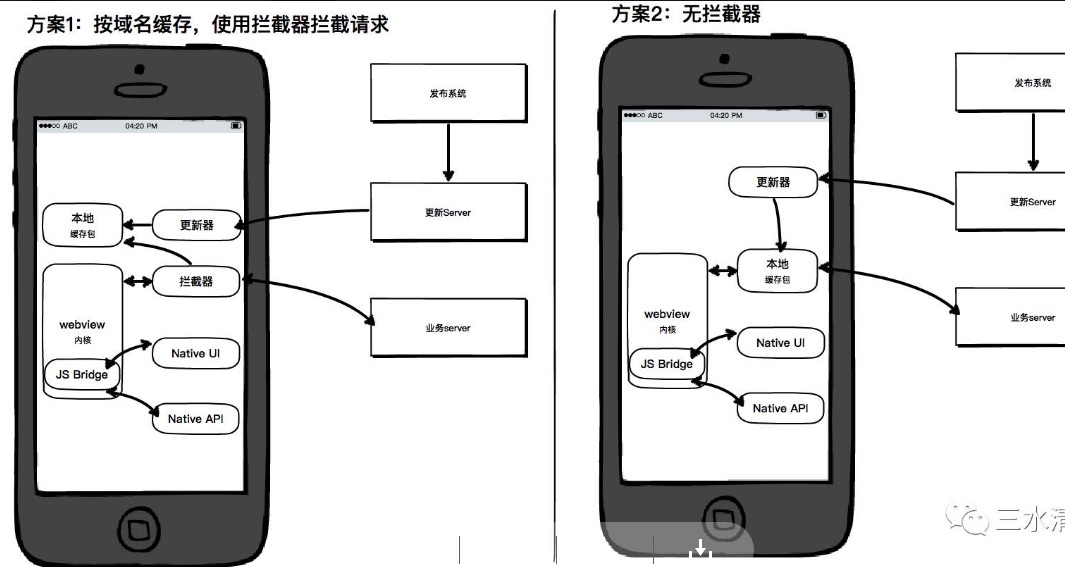 方案1：按域名缓存，使用拦截器拦截请求
ABC
04:20 PM
发布系统
更新Server
业务server
本地
缓存包
更新器
拦截器
webview
内核
JS Bridge
Native UI
Native API
方案2：无拦截器
ABC
04:20 PM
发布系统
更新Server
业务server
更新器
本地
缓存包
webview
内核
JS Bridge
Native UI
Native API
三水清